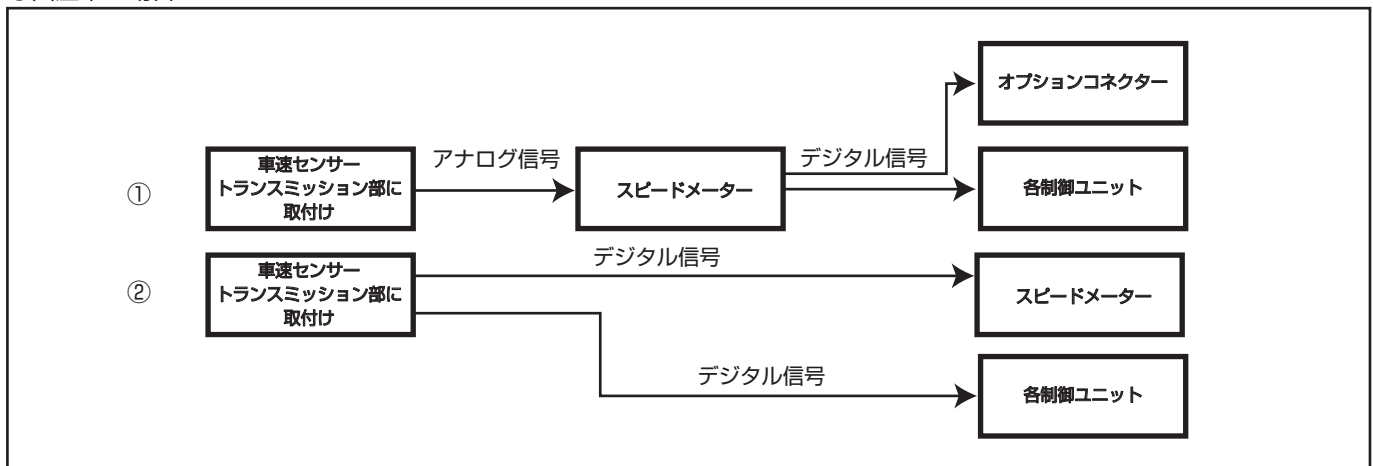 オプションコネクター
アナログ信号
デジタル信号
①
車速センサー
トランスミッション部に
取付け
スピードメーター
各制御ユニット
デジタル信号
②
車速センサー
トランスミッション部に
取付け
スピードメーター
デジタル信号
各制御ユニット